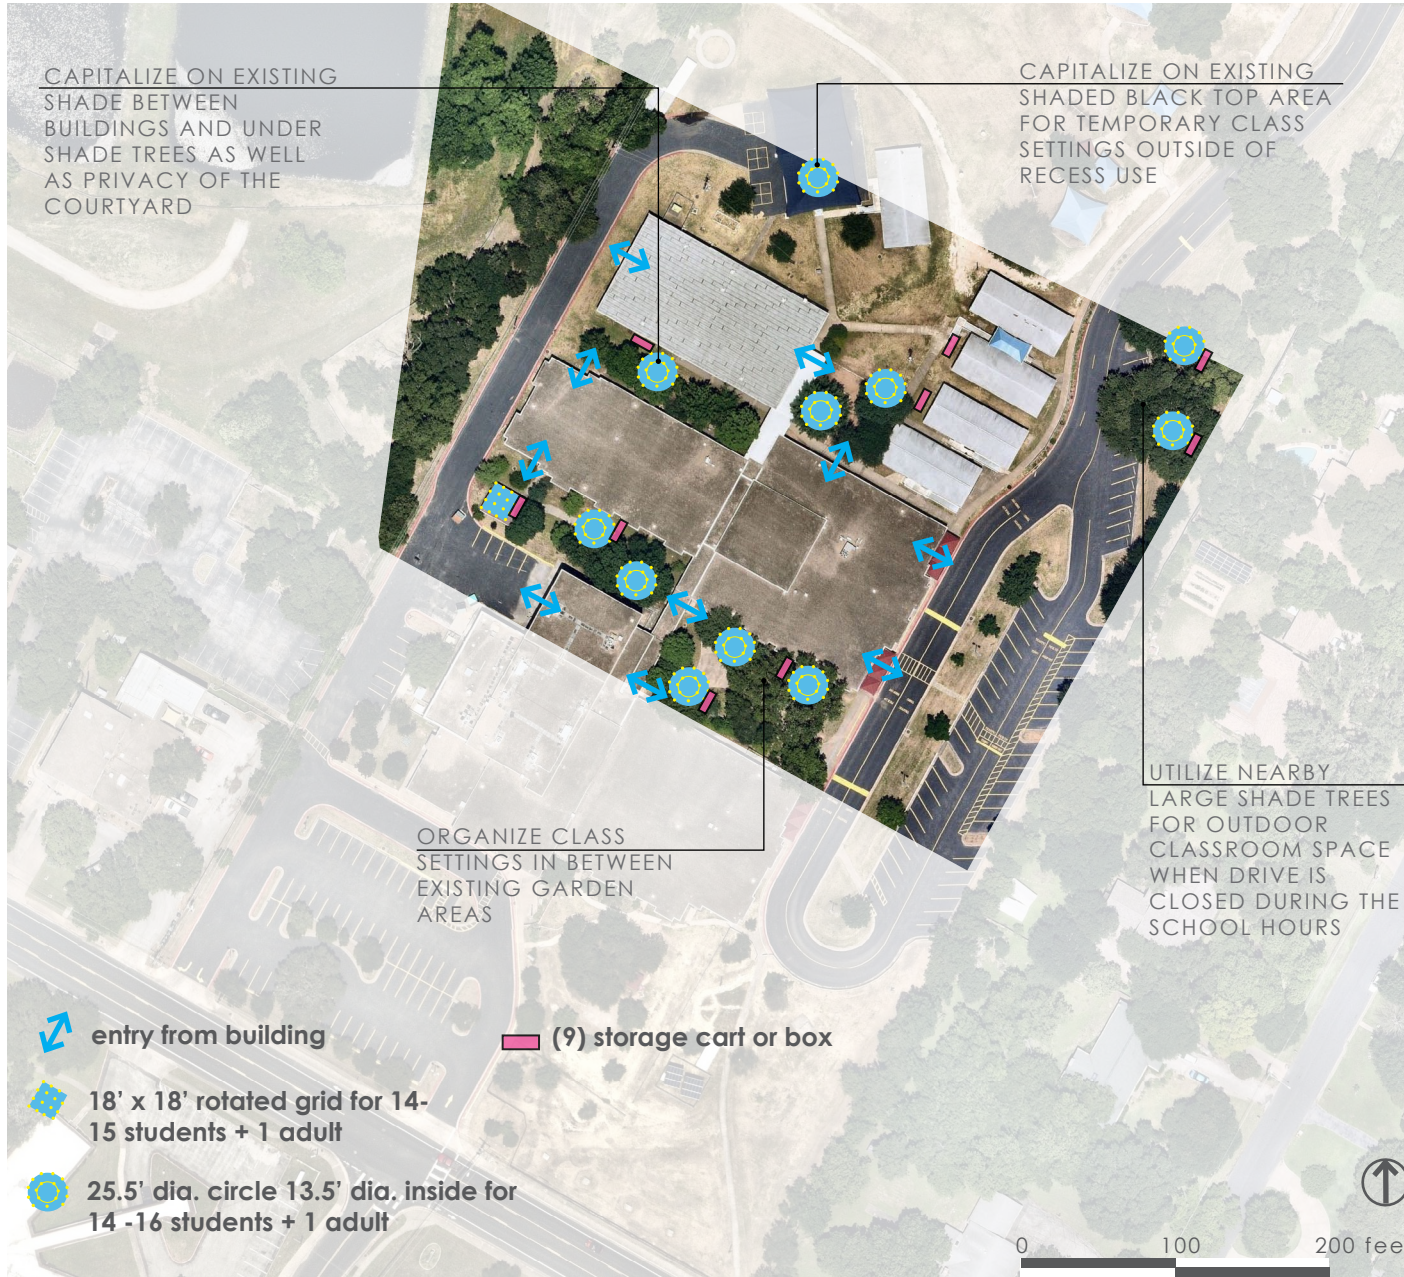 CAPITALIZE ON EXISTING
SHADE BETWEEN
BUILDINGS AND UNDER
SHADE TREES AS WELL
AS PRIVACY OF THE
COURTYARD
CAPITALIZE ON EXISTING
SHADED BLACK TOP AREA
FOR TEMPORARY CLASS
SETTINGS OUTSIDE OF
RECESS USE
UTILIZE NEARBY
LARGE SHADE TREES
FOR OUTDOOR
CLASSROOM SPACE
WHEN DRIVE IS
CLOSED DURING THE
SCHOOL HOURS
ORGANIZE CLASS
SETTINGS IN BETWEEN
EXISTING GARDEN
AREAS
entry from building
(9) storage cart or box
18' x 18' rotated grid for 14-
15 students + 1 adult
25.5' dia. circle 13.5' dia. inside for
14 -16 students + 1 adult
0 100 200 fee